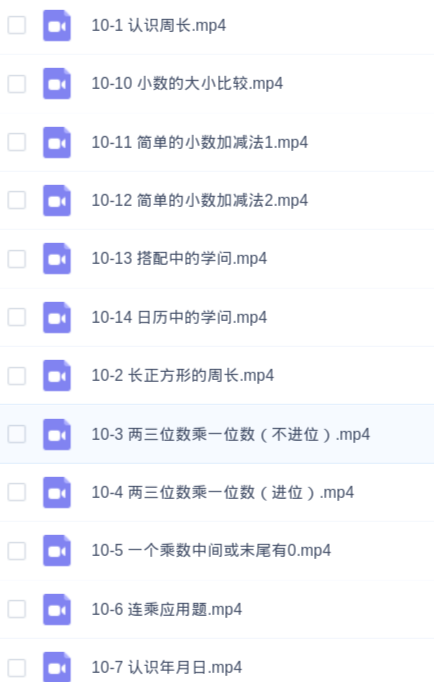 10-1 认识周长.mp4
10-10 小数的大小比较.mp4
10-11 简单的小数加减法1.mp4
10-12 简单的小数加减法2.mp4
10-13 搭配中的学问.mp4
10-14 日历中的学问.mp4
10-2 长正方形的周长.mp4
10-3 两三位数乘一位数（不进位）.mp4
10-4 两三位数乘一位数（进位）.mp4
10-5 一个乘数中间或末尾有0.mp4
10-6 连乘应用题.mp4
10-7 认识年月日.mp4